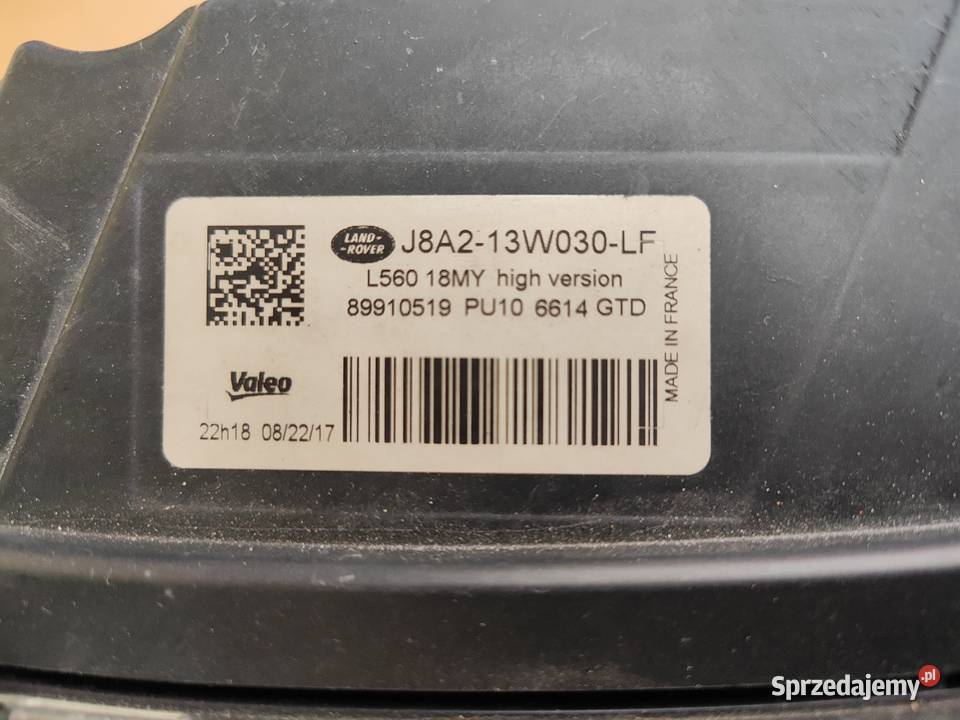 LAND-
-ROVER
J8A2-13W030-LF
L560 18MY high version
89910519 PU10 6614 GTD
MADE IN FRANCE
Valeo
22h18 08/22/17
Sprzedajemy.pl